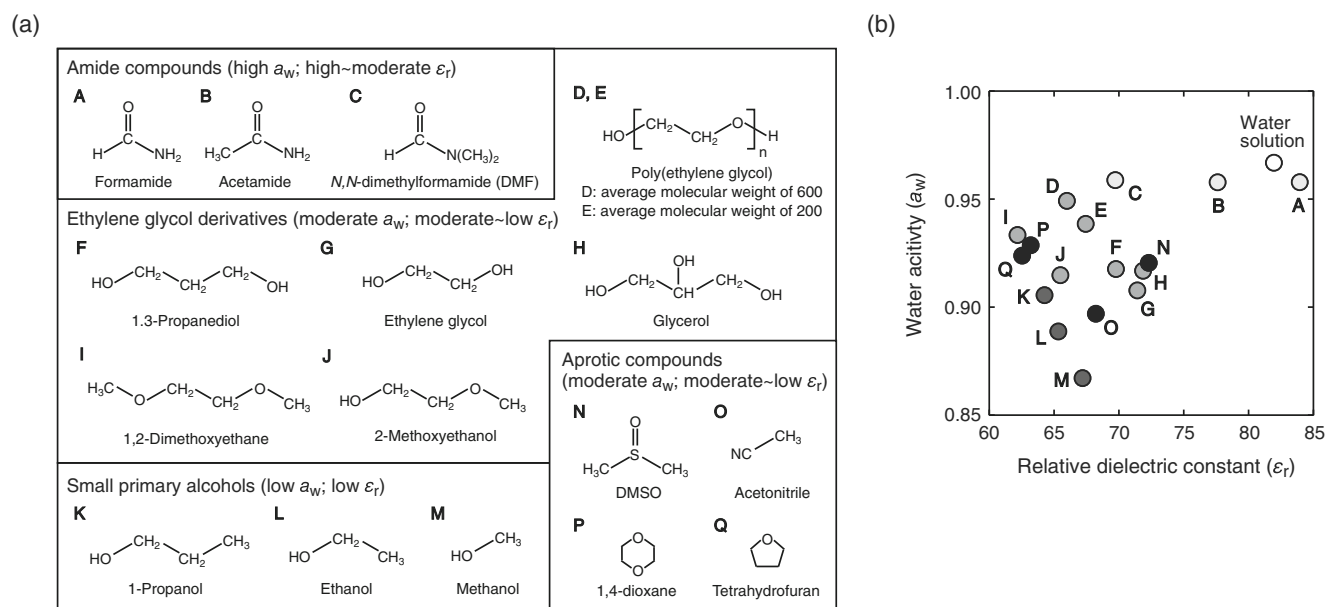 (a)
Amide compounds (high aw; high~moderate εr)
A
B
C
O
C
H
NH2
Formamide
O
C
H3C
NH2
Acetamide
O
C
H
N(CH3)2
N,N-dimethylformamide (DMF)
D, E
HO
CH2
CH2
O
H
n
Poly(ethylene glycol)
D: average molecular weight of 600
E: average molecular weight of 200
Ethylene glycol derivatives (moderate aw; moderate~low εr)
F
G
H
HO
CH2
CH2
CH2
OH
1.3-Propanediol
HO
CH2
CH2
OH
Ethylene glycol
OH
HO
CH2
CH
CH2
OH
Glycerol
I
J
H3C
O
CH2
CH2
O
CH3
1,2-Dimethoxyethane
HO
CH2
CH2
O
CH3
2-Methoxyethanol
Aprotic compounds
(moderate aw; moderate~low εr)
N
O
O
S
H3C
CH3
DMSO
NC
CH3
Acetonitrile
P
Q
O
O
1,4-dioxane
O
Tetrahydrofuran
Small primary alcohols (low aw; low εr)
K
L
M
HO
CH2
CH2
CH3
1-Propanol
HO
CH2
CH3
Ethanol
HO
CH3
Methanol
(b)
Water acitivty (aw)
1.00
0.95
0.90
0.85
60
65
70
75
80
85
Relative dielectric constant (εr)
Water
solution
A
B
C
D
E
I
P
Q
J
F
N
H
G
K
L
O
M